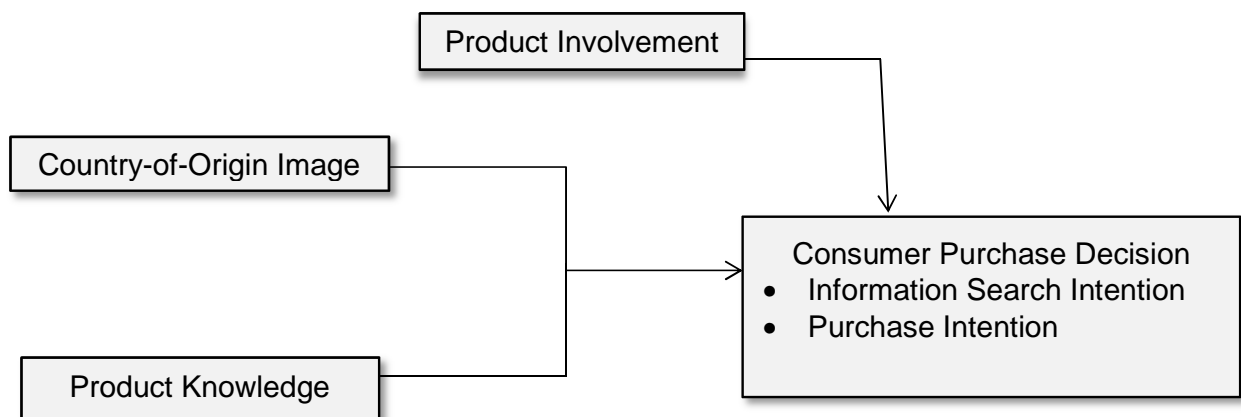 Product Involvement
Country-of-Origin Image
Consumer Purchase Decision
• Information Search Intention
• Purchase Intention
Product Knowledge